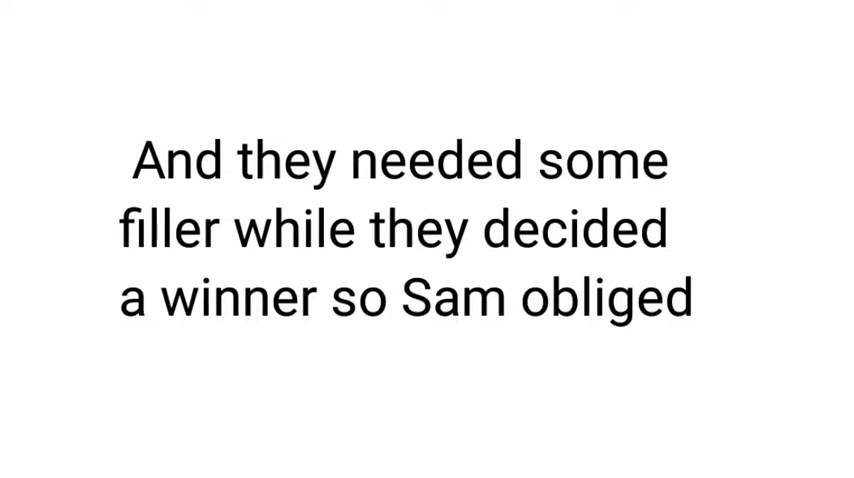 And they needed some
filler while they decided
a winner so Sam obliged